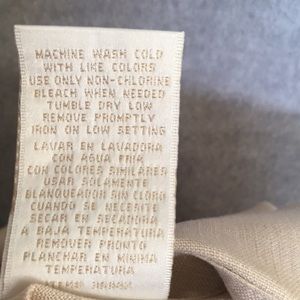 MACHINE WASH COLD
WITH LIKE COLORS
USE ONLY NON-CHLORINE
BLEACH WHEN NEEDED
TUMBLE DRY LOW
REMOVE PROMPTLY
IRON ON LOW SETTING
LAVAR EN LAVADORA
CON AGUA FRIA
CON COLORES SIMILARES
USAR SOLAMENTE
BLANQUEADOR SIN CLORO
CUANDO SE NECESITE
SECAR EN SECADORA
A BAJA TEMPERATURA
REMOVER PRONTO
PLANCHAR EN MINIMA
TEMPERATURA